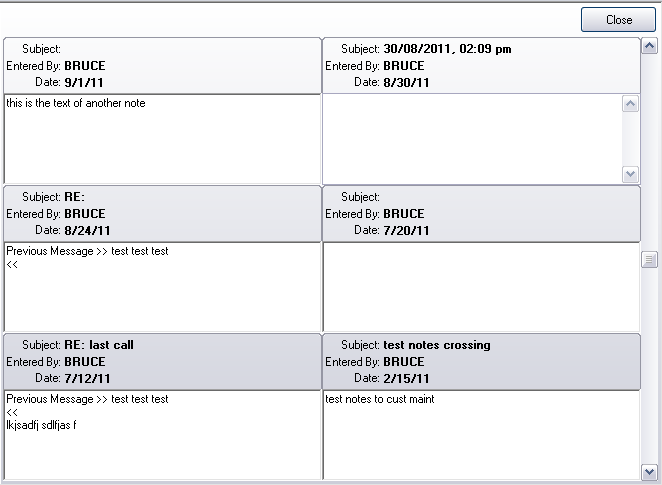 Close
Subject:
Entered By: BRUCE
Date: 9/1/11
this is the text of another note
Subject: 30/08/2011, 02:09 pm
Entered By: BRUCE
Date: 8/30/11
Subject: RE:
Entered By: BRUCE
Date: 8/24/11
Previous Message >> test test test
<<
Subject:
Entered By: BRUCE
Date: 7/20/11
Subject: RE: last call
Entered By: BRUCE
Date: 7/12/11
Previous Message >> test test test
<<
lkjsadfj sdlfjas f
Subject: test notes crossing
Entered By: BRUCE
Date: 2/15/11
test notes to cust maint